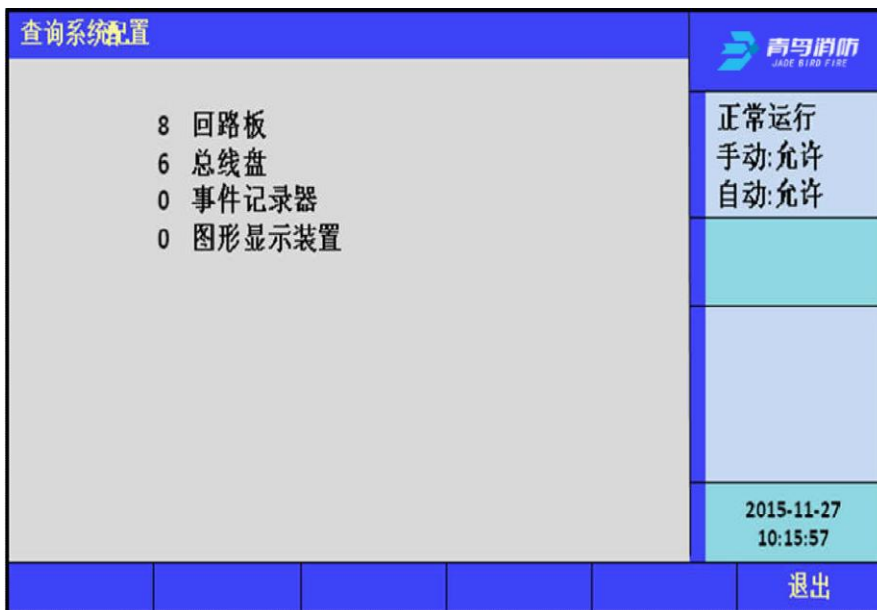 查询系统配置
青鸟消防
JADE BIRD FIRE
8 回路板
6 总线盘
0 事件记录器
0 图形显示装置
正常运行
手动:允许
自动:允许
2015-11-27
10:15:57
退出